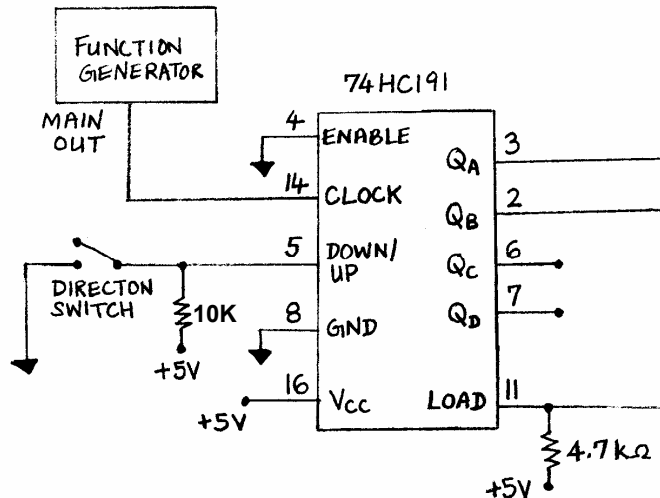 FUNCTION
GENERATOR
MAIN
OUT
74HC191
4
ENABLE
14
CLOCK
5
DOWN/
UP
8
GND
16
VCC
QA
3
QB
2
QC
6
QD
7
LOAD
11
DIRECTON
SWITCH
10K
+5V
+5V
4.7kΩ
+5V